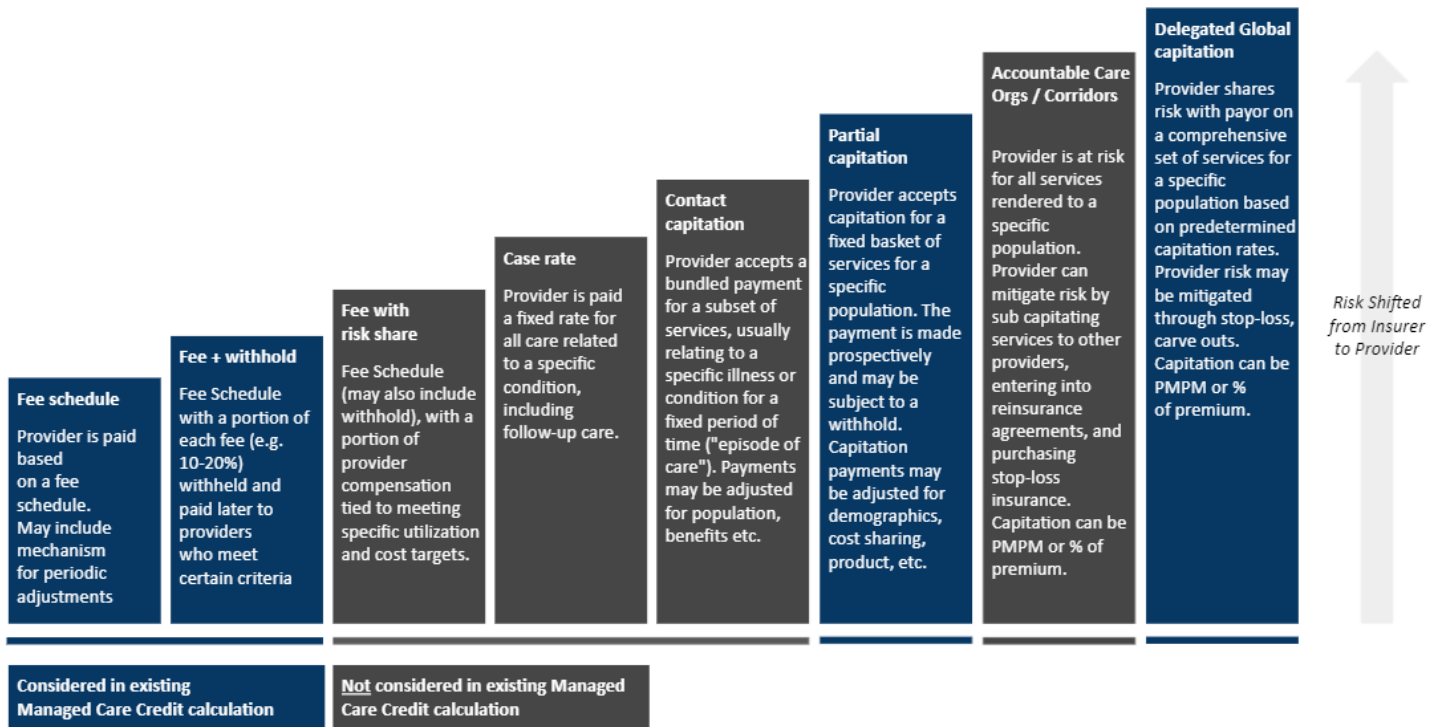 Fee schedule
Provider is paid
based
on a fee
schedule.
May include
mechanism
for periodic
adjustments
Fee + withhold
Fee Schedule
with a portion of
each fee (e.g.
10-20%)
withheld and
paid later to
providers
who meet
certain criteria
Fee with
risk share
Fee Schedule
(may also include
withhold), with a
portion of
provider
compensation
tied to meeting
specific utilization
and cost targets.
Case rate
Provider is paid
a fixed rate for
all care related
to a specific
condition,
including
follow-up care.
Contact
capitation
Provider accepts a
bundled payment
for a subset of
services, usually
relating to a
specific illness or
condition for a
fixed period of
time ("episode of
care"). Payments
may be adjusted
for population,
benefits etc.
Partial
capitation
Provider accepts
capitation for a
fixed basket of
services for a
specific
population. The
payment is made
prospectively
and may be
subject to a
withhold.
Capitation
payments may
be adjusted for
demographics,
cost sharing,
product, etc.
Accountable Care
Orgs / Corridors
Provider is at risk
for all services
rendered to a
specific
population.
Provider can
mitigate risk by
sub capitating
services to other
providers,
entering into
reinsurance
agreements, and
purchasing
stop-loss
insurance.
Capitation can be
PMPM or % of
premium.
Delegated Global
capitation
Provider shares
risk with payor on
a comprehensive
set of services for
a specific
population based
on predetermined
capitation rates.
Provider risk may
be mitigated
through stop-loss,
carve outs.
Capitation can be
PMPM or %
of premium.
Risk Shifted
from Insurer
to Provider
Considered in existing
Managed Care Credit calculation
Not considered in existing Managed
Care Credit calculation